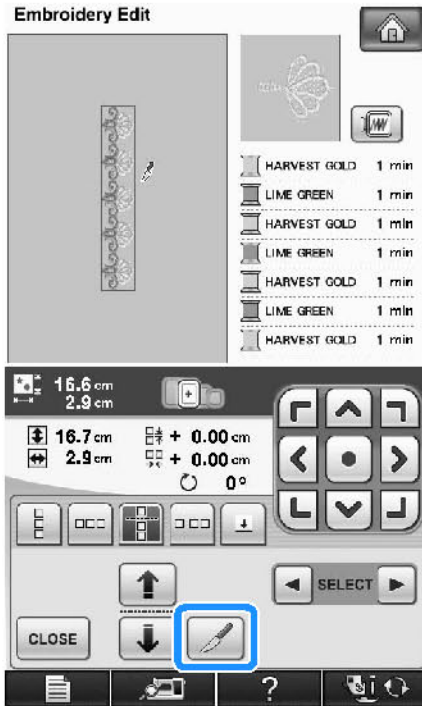 Embroidery Edit
HARVEST GOLD 1 min
LIME GREEN 1 min
HARVEST GOLD 1 min
LIME GREEN 1 min
HARVEST GOLD 1 min
LIME GREEN 1 min
HARVEST GOLD 1 min
16.6 cm
2.9 cm
16.7 cm + 0.00 cm
2.9 cm + 0.00 cm
0°
SELECT
CLOSE
?